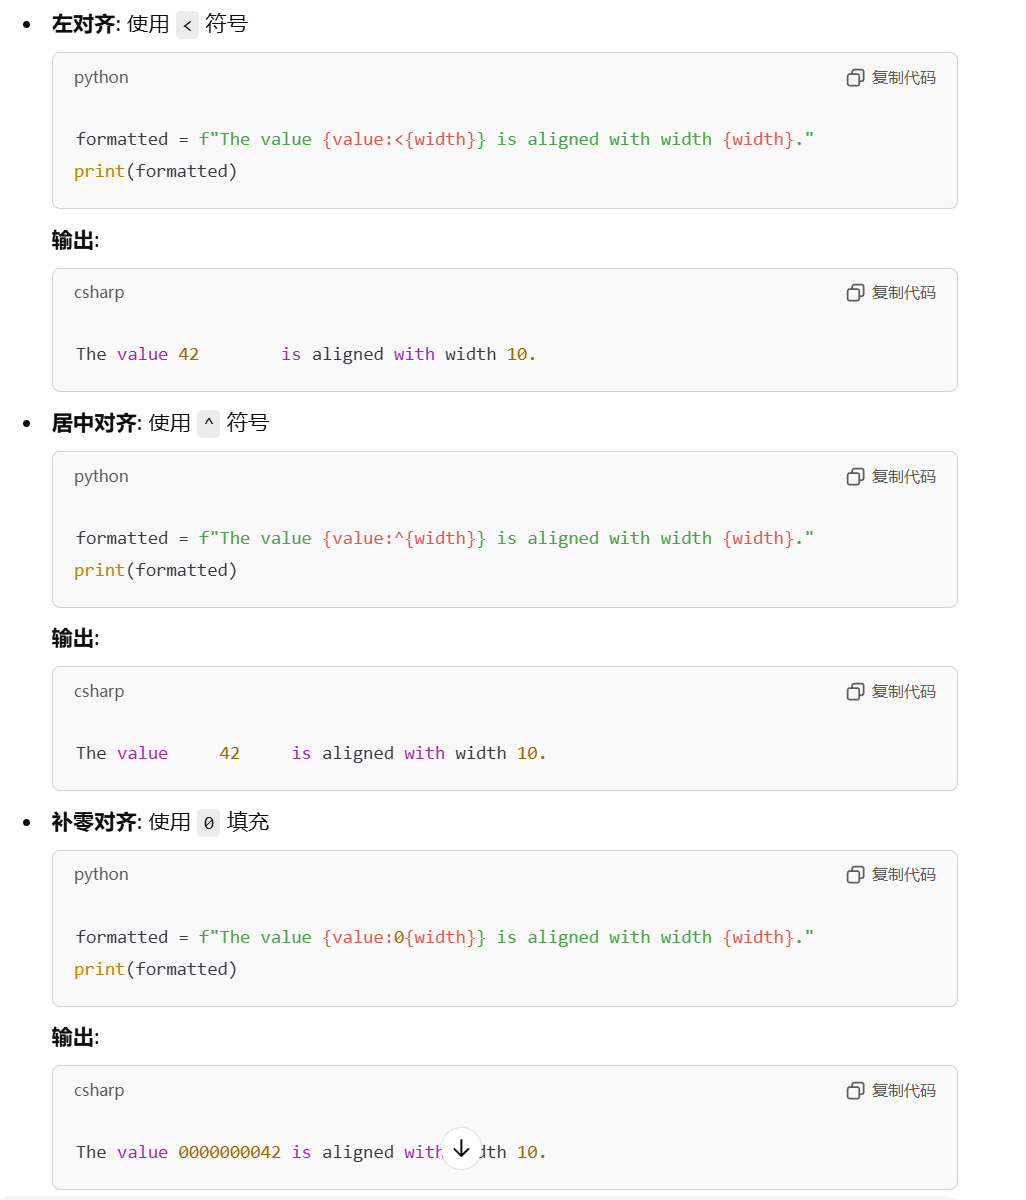 左对齐: 使用 < 符号
python 复制代码
formatted = f"The value {value:<{width}} is aligned with width {width}."
print(formatted)
输出:
csharp 复制代码
The value 42        is aligned with width 10.
居中对齐: 使用 ^ 符号
python 复制代码
formatted = f"The value {value:^{width}} is aligned with width {width}."
print(formatted)
输出:
csharp 复制代码
The value     42     is aligned with width 10.
补零对齐: 使用 0 填充
python 复制代码
formatted = f"The value {value:0{width}} is aligned with width {width}."
print(formatted)
输出:
csharp 复制代码
The value 0000000042 is aligned with 10.